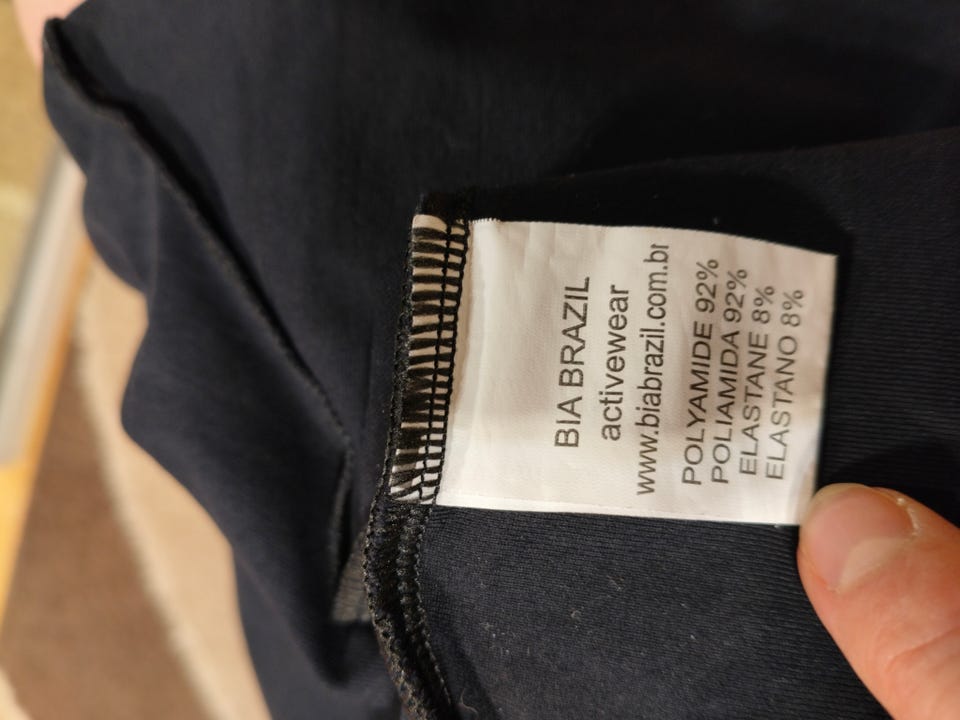 BIA BRAZIL
activewear
www.biabrazil.com.br
POLYAMIDE 92%
POLIAMIDA 92%
ELASTANE 8%
ELASTANO 8%